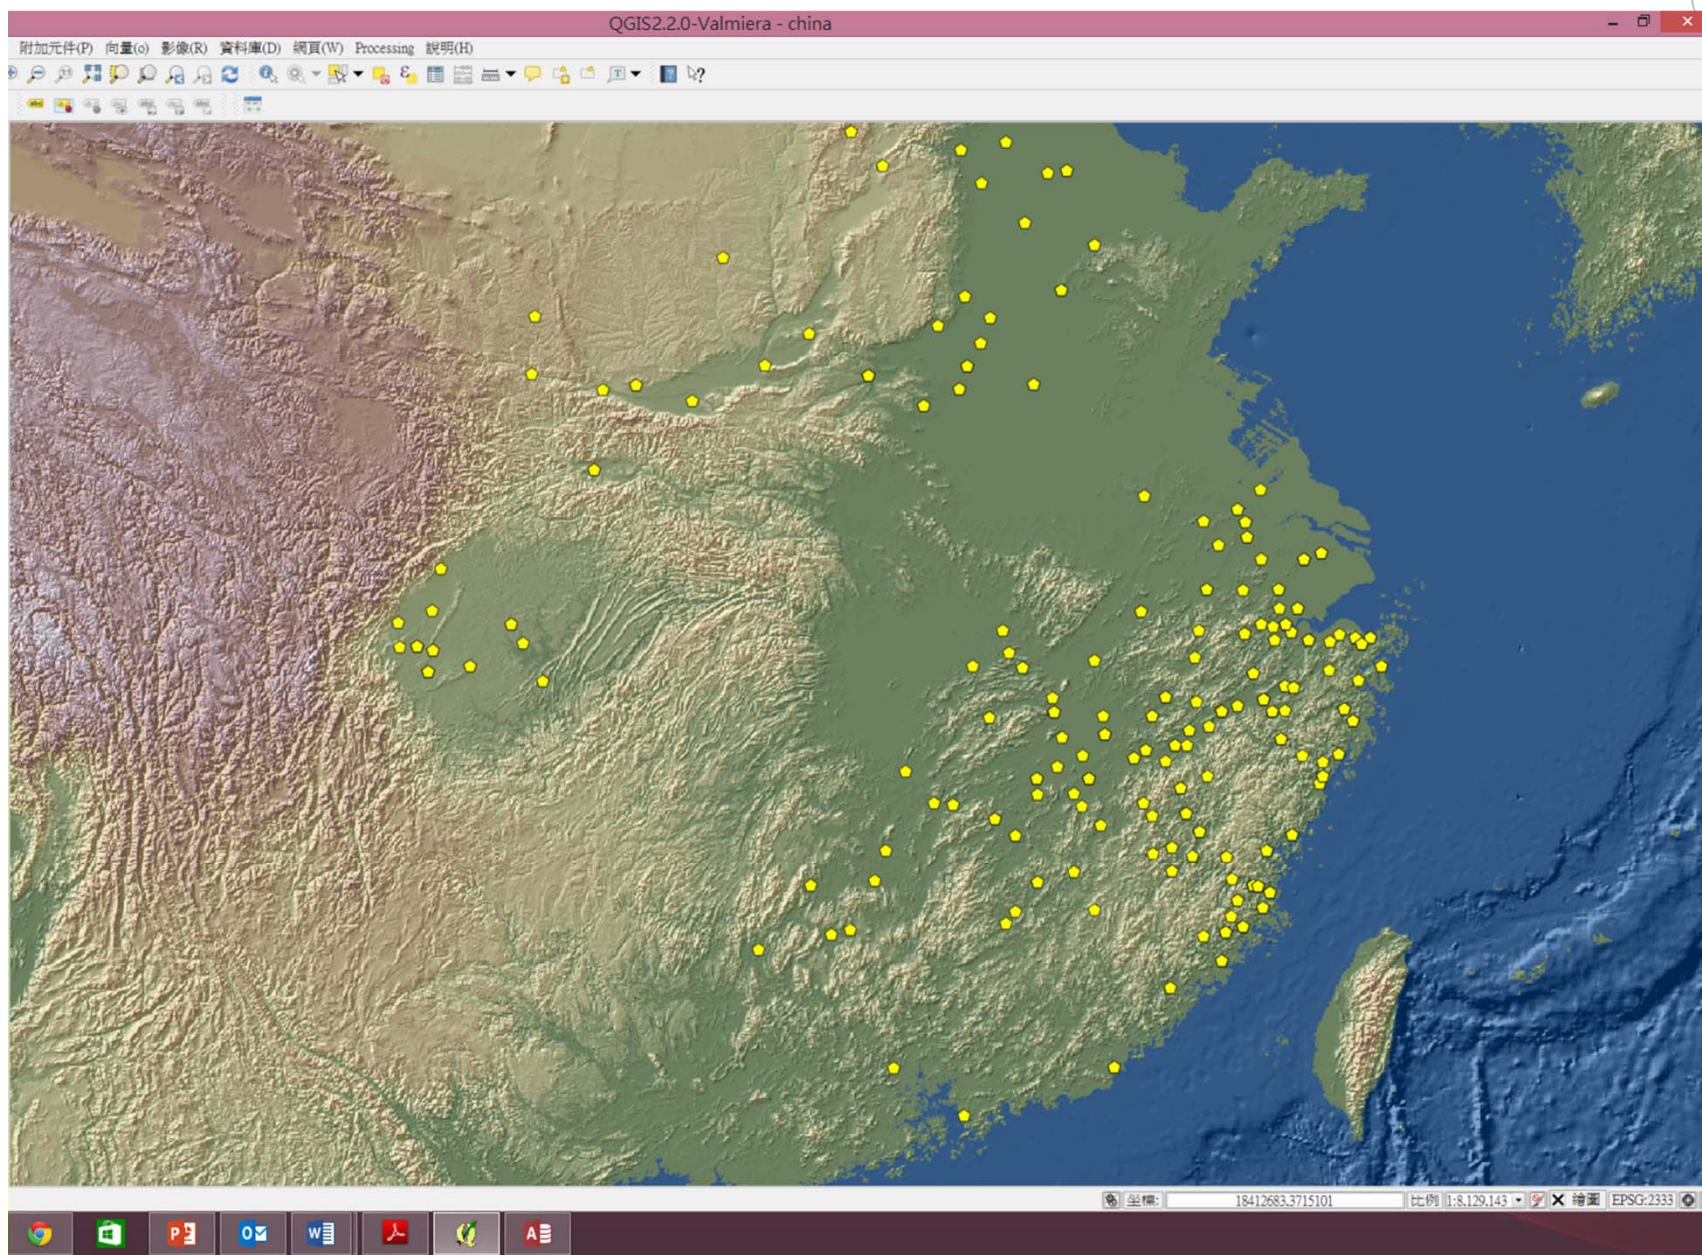 QGIS2.2.0-Valmiera - china
附加元件(P) 向量(o) 影像(R) 資料庫(D) 網頁(W) Processing 說明(H)
abc
坐標: 18412683,3715101 比例 1:8,129,143 繪圖 EPSG:2333